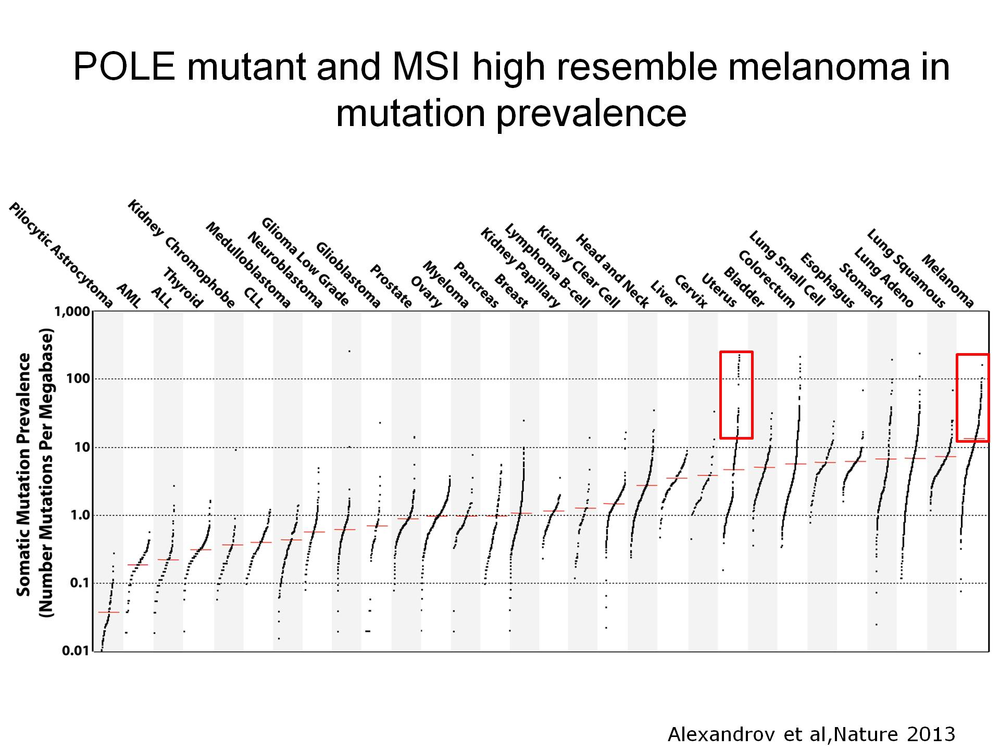 POLE mutant and MSI high resemble melanoma in
mutation prevalence
Pilocytic Astrocytoma
AML
ALL
Thyroid
Kidney Chromophobe
CLL
Medulloblastoma
Neuroblastoma
Glioma Low Grade
Glioblastoma
Prostate
Ovary
Myeloma
Pancreas
Breast
Kidney Papillary
Lymphoma B-cell
Kidney Clear Cell
Head and Neck
Liver
Cervix
Uterus
Bladder
Colorectum
Lung Small Cell
Esophagus
Stomach
Lung Adeno
Lung Squamous
Melanoma
Somatic Mutation Prevalence
(Number Mutations Per Megabase)
1,000
100
10
1.0
0.1
0.01
Alexandrov et al,Nature 2013